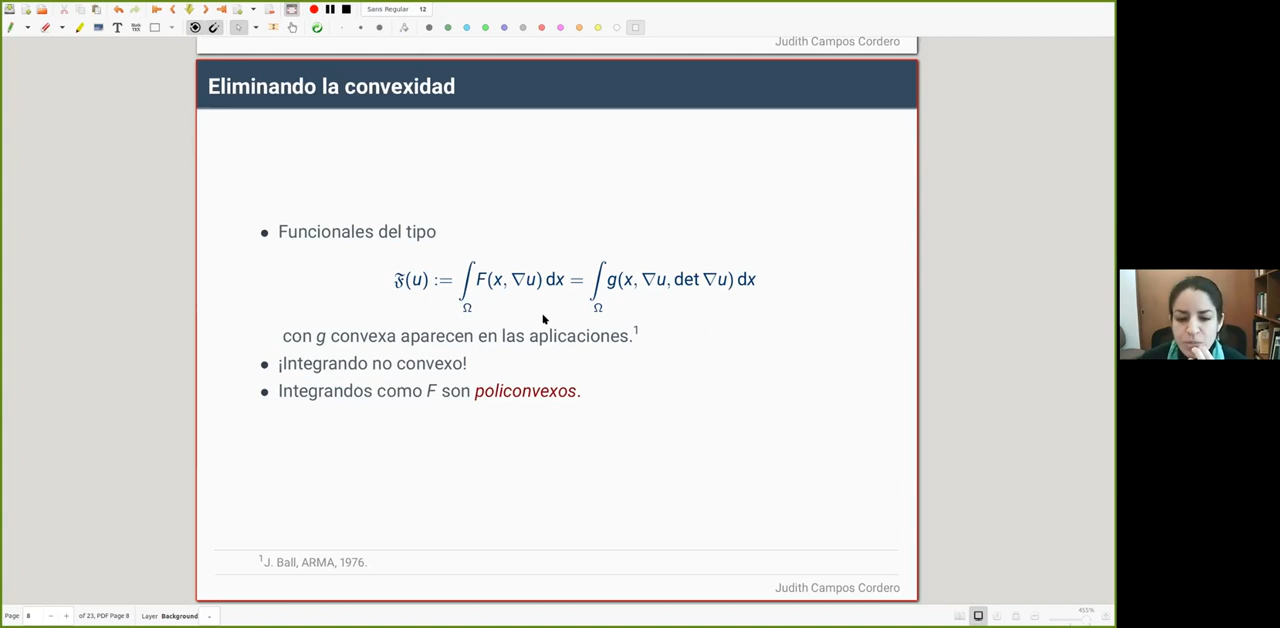 Sans Regular 12
Judith Campos Cordero
Eliminando la convexidad
• Funcionales del tipo
𝔉(u) := ∫_Ω F(x, ∇u) dx = ∫_Ω g(x, ∇u, det ∇u) dx
con g convexa aparecen en las aplicaciones.¹
• ¡Integrando no convexo!
• Integrandos como F son policonvexos.
¹J. Ball, ARMA, 1976.
Judith Campos Cordero
Page 8 of 23, PDF Page 8 Layer Background 455%